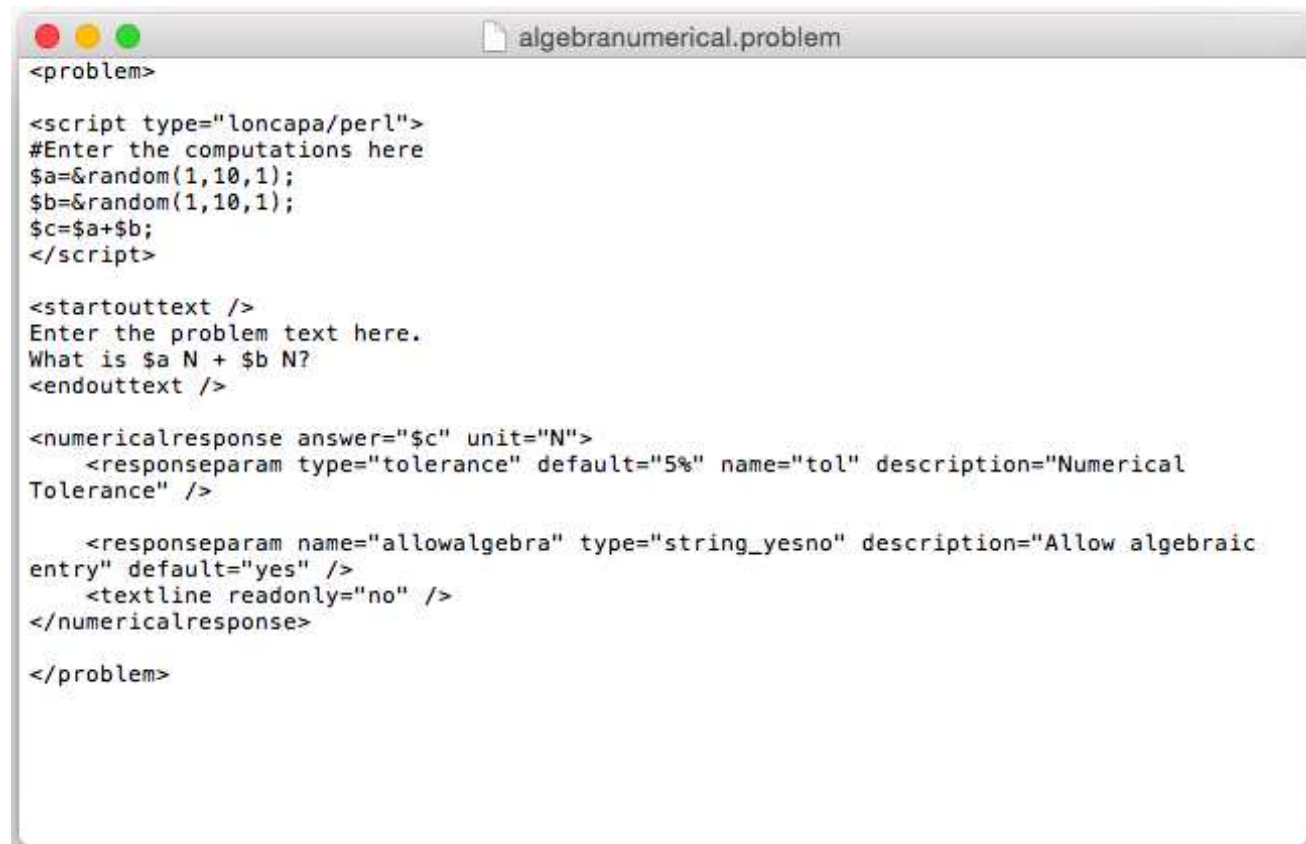 algebranumerical.problem
<problem>

<script type="loncapa/perl">
#Enter the computations here
$a=&random(1,10,1);
$b=&random(1,10,1);
$c=$a+$b;
</script>

<startouttext />
Enter the problem text here.
What is $a N + $b N?
<endouttext />

<numericalresponse answer="$c" unit="N">
    <responseparam type="tolerance" default="5%" name="tol" description="Numerical
Tolerance" />

    <responseparam name="allowalgebra" type="string_yesno" description="Allow algebraic
entry" default="yes" />
    <textline readonly="no" />
</numericalresponse>

</problem>